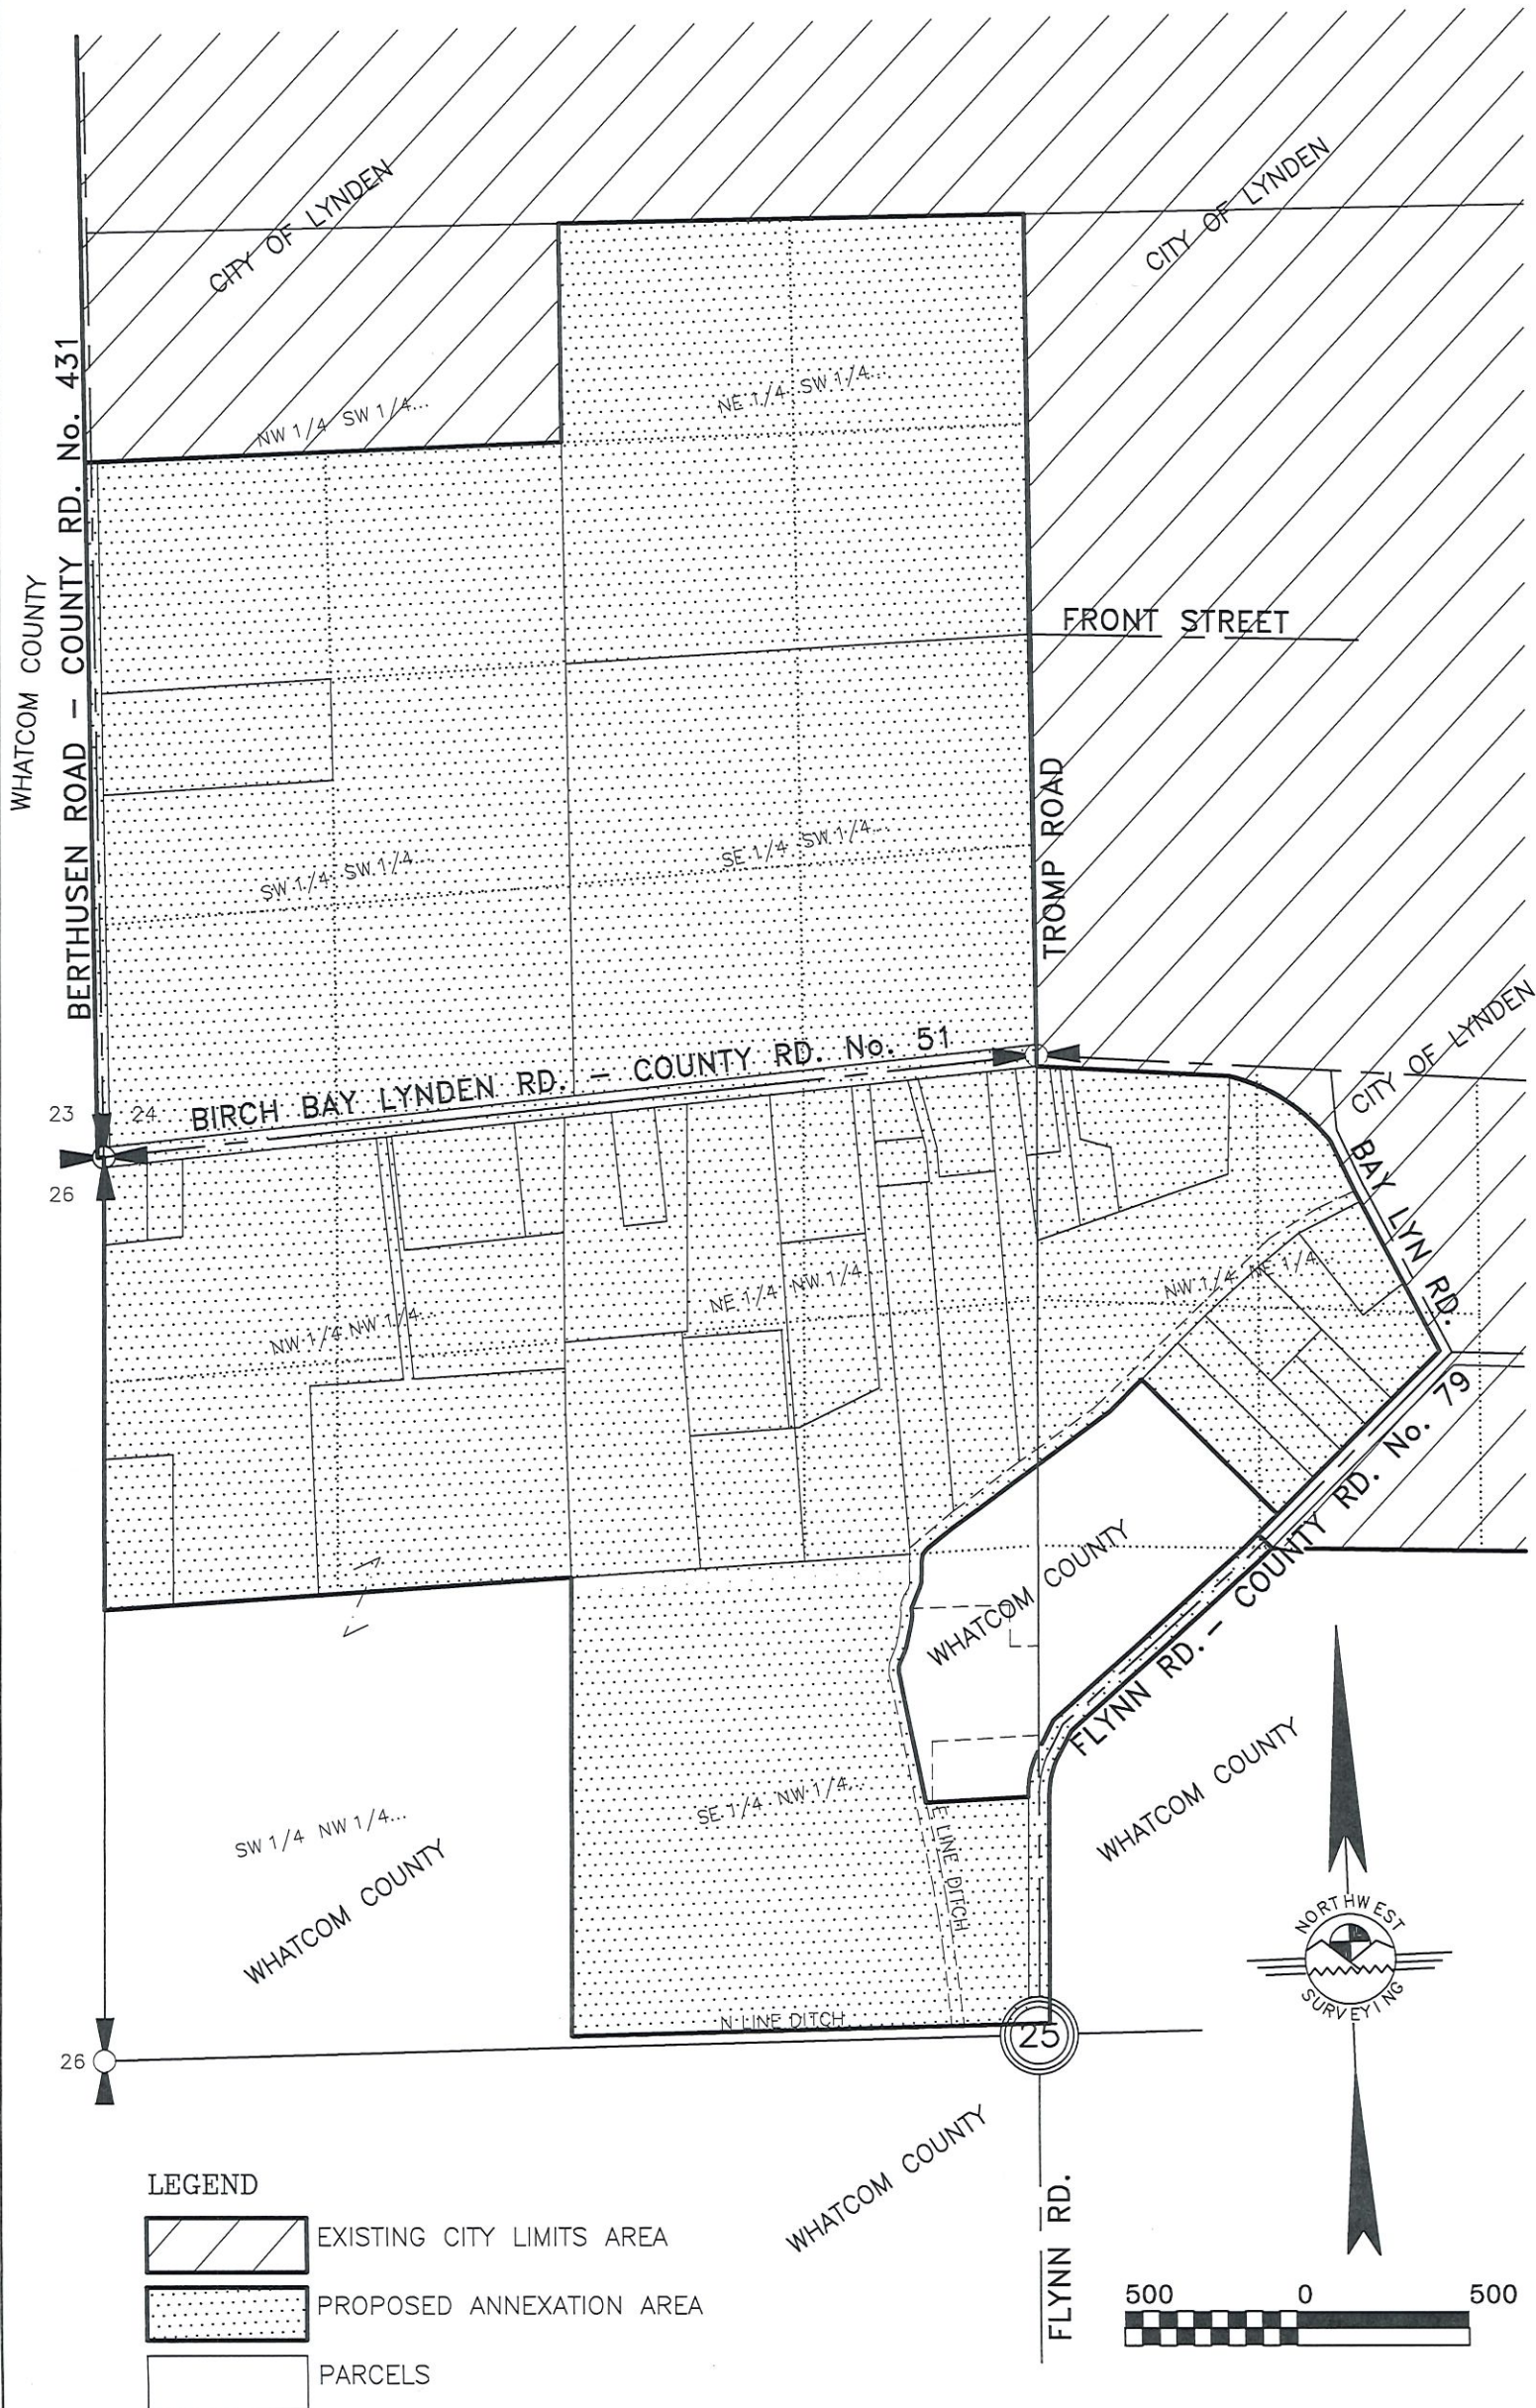 CITY OF LYNDEN
CITY OF LYNDEN
NW 1/4 SW 1/4...
NE 1/4 SW 1/4...
WHATCOM COUNTY
BERTHUSEN ROAD - COUNTY RD. No. 431
FRONT STREET
TROMP ROAD
SW 1/4 SW 1/4...
SE 1/4 SW 1/4...
CITY OF LYNDEN
BIRCH BAY LYNDEN RD. - COUNTY RD. No. 51
23
24
26
BAY LYN RD.
NW 1/4 NW 1/4...
NE 1/4 NW 1/4...
NW 1/4 NE 1/4...
FLYNN RD. - COUNTY RD. No. 79
WHATCOM COUNTY
WHATCOM COUNTY
SW 1/4 NW 1/4...
WHATCOM COUNTY
SE 1/4 NW 1/4...
E LINE DITCH
N LINE DITCH
25
26
NORTHWEST
SURVEYING
WHATCOM COUNTY
FLYNN RD.
LEGEND
EXISTING CITY LIMITS AREA
PROPOSED ANNEXATION AREA
PARCELS
500 0 500